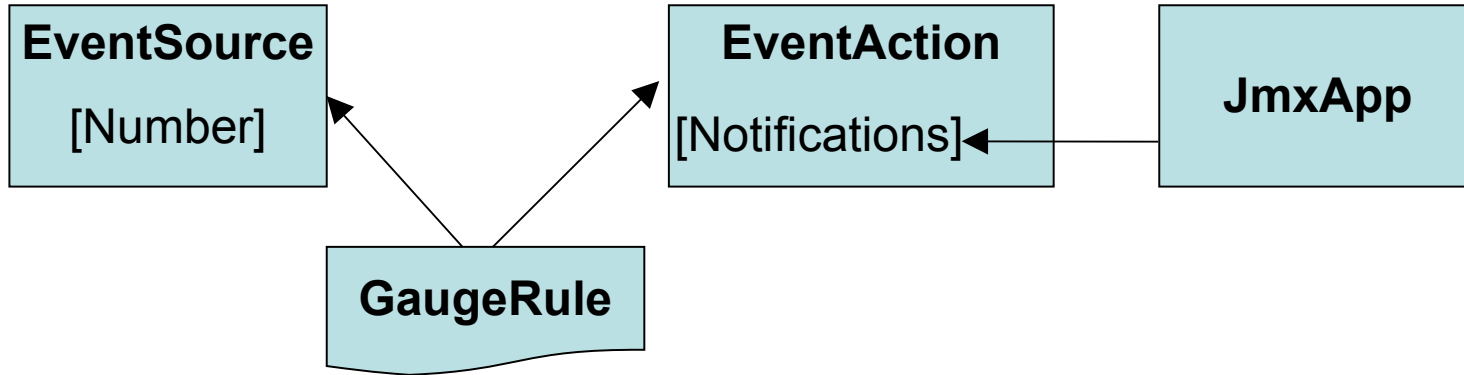 EventSource
[Number]
EventAction
[Notifications]
JmxApp
GaugeRule